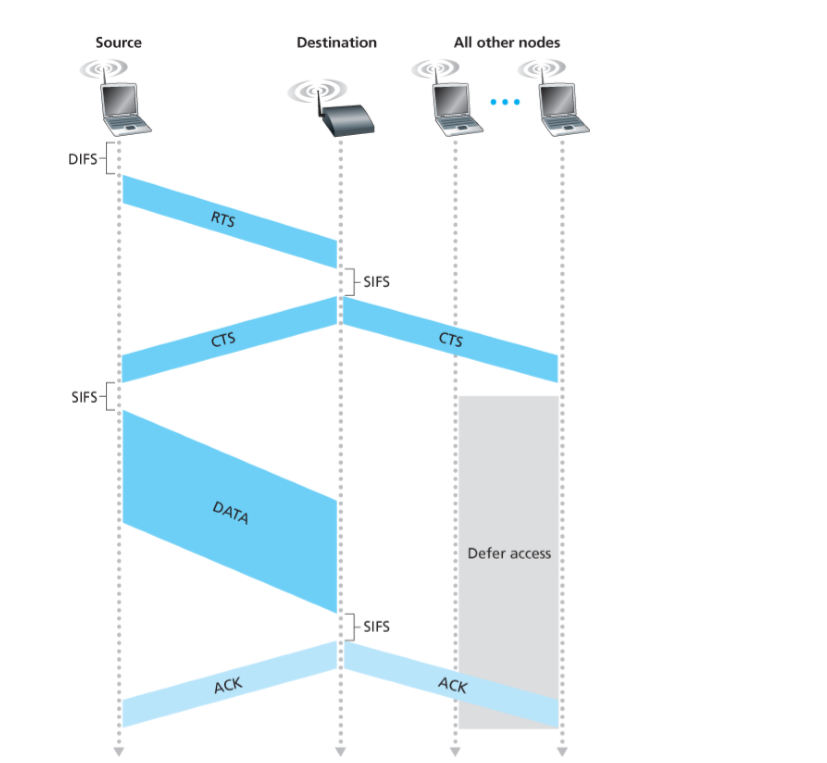 Source
Destination
All other nodes
DIFS
RTS
SIFS
CTS
CTS
SIFS
DATA
Defer access
SIFS
ACK
ACK